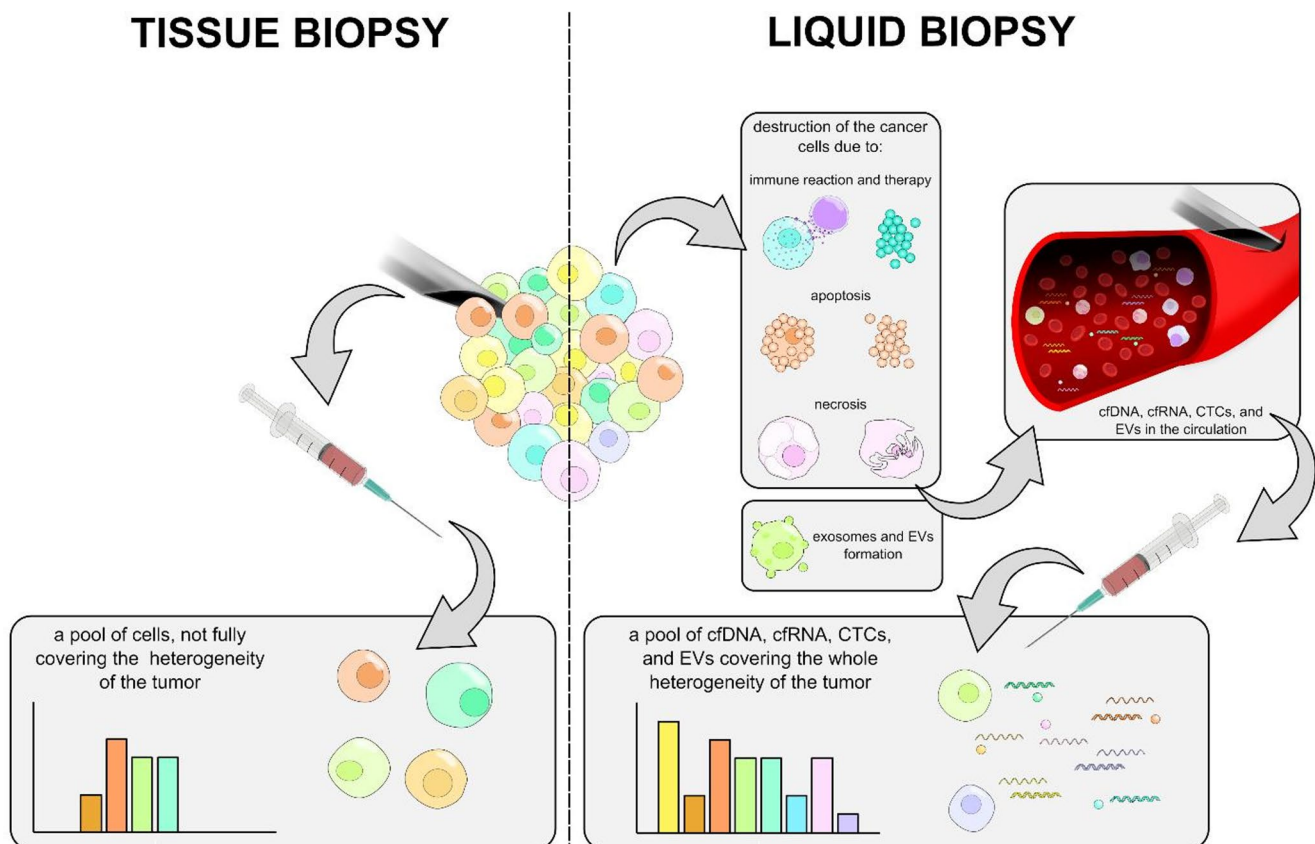 TISSUE BIOPSY
LIQUID BIOPSY
destruction of the cancer
cells due to:
immune reaction and therapy
apoptosis
necrosis
exosomes and EVs
formation
cfDNA, cfRNA, CTCs, and
EVs in the circulation
a pool of cells, not fully
covering the heterogeneity
of the tumor
a pool of cfDNA, cfRNA, CTCs,
and EVs covering the whole
heterogeneity of the tumor